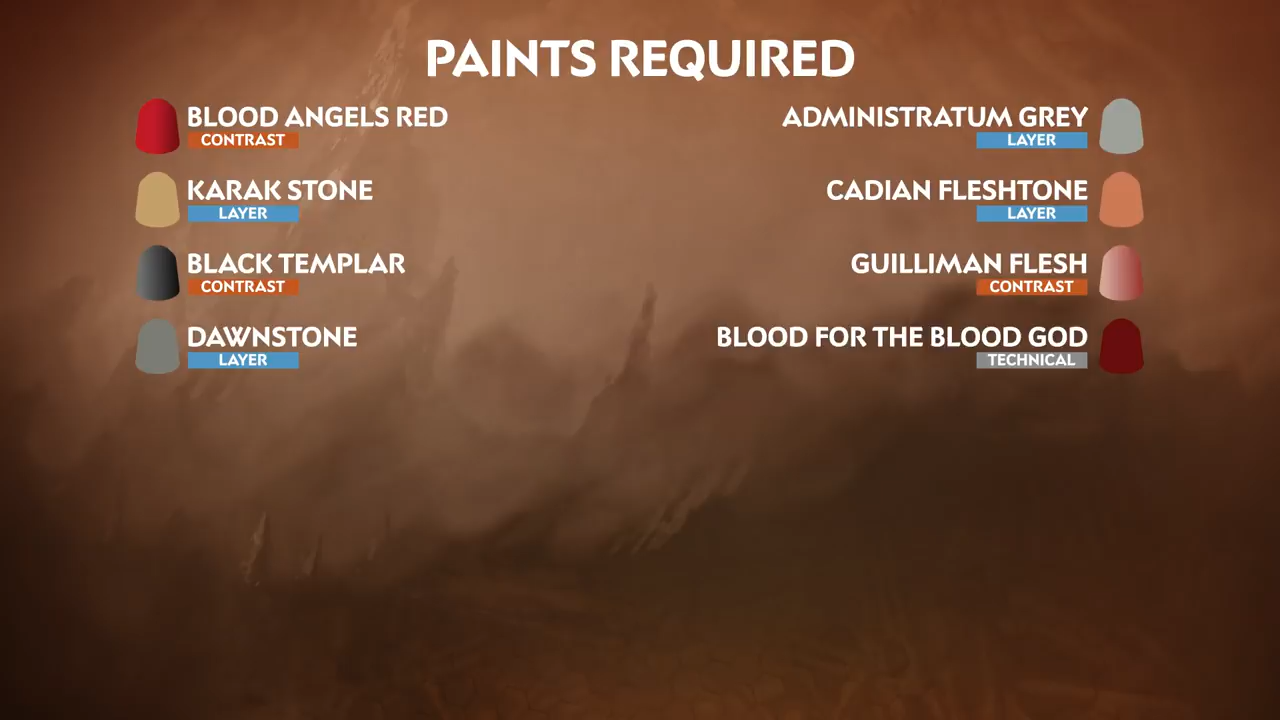 PAINTS REQUIRED
BLOOD ANGELS RED
CONTRAST
KARAK STONE
LAYER
BLACK TEMPLAR
CONTRAST
DAWNSTONE
LAYER
ADMINISTRATUM GREY
LAYER
CADIAN FLESHTONE
LAYER
GUILLIMAN FLESH
CONTRAST
BLOOD FOR THE BLOOD GOD
TECHNICAL